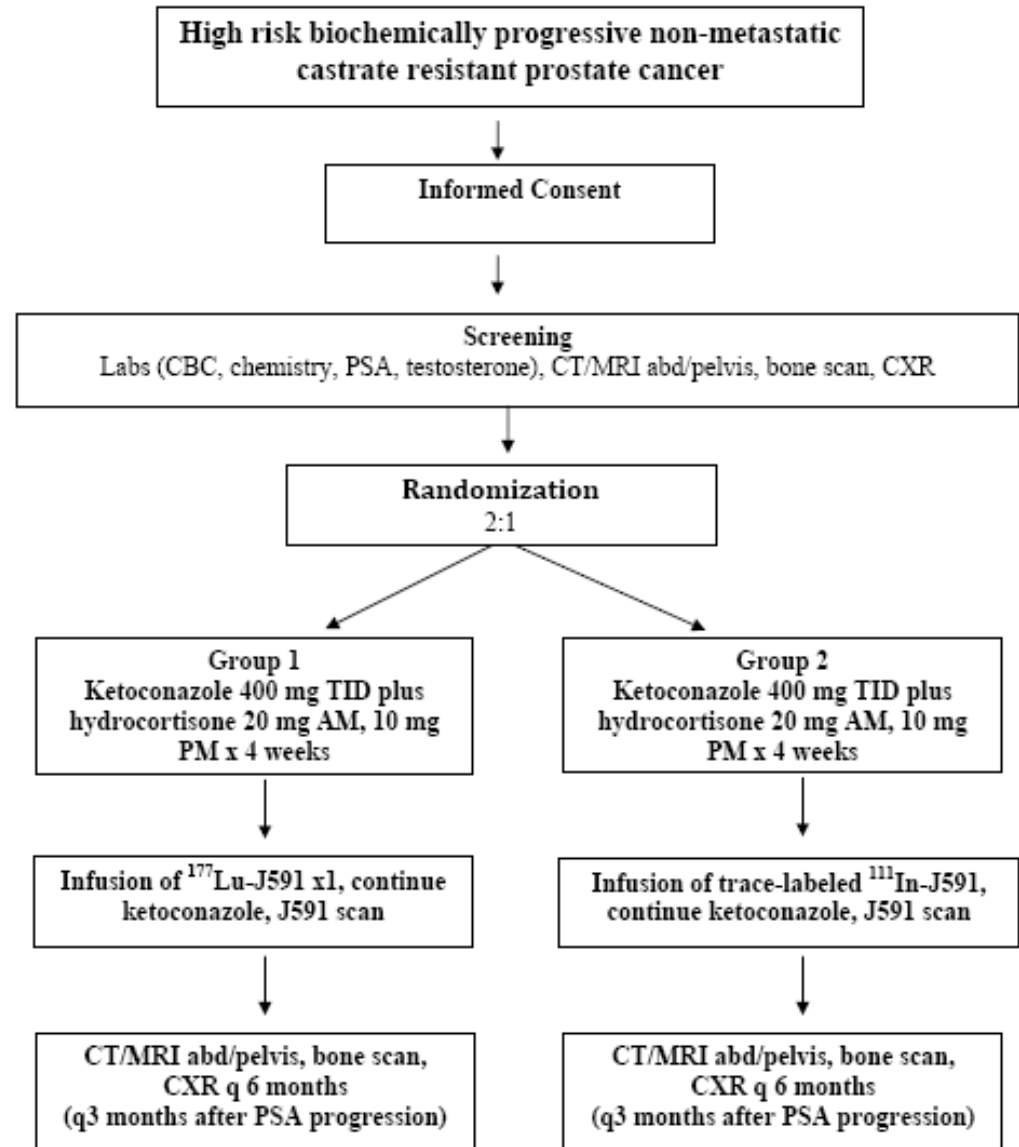 High risk biochemically progressive non-metastatic
castrate resistant prostate cancer
Informed Consent
Screening
Labs (CBC, chemistry, PSA, testosterone), CT/MRI abd/pelvis, bone scan, CXR
Randomization
2:1
Group 1
Ketoconazole 400 mg TID plus
hydrocortisone 20 mg AM, 10 mg
PM x 4 weeks
Group 2
Ketoconazole 400 mg TID plus
hydrocortisone 20 mg AM, 10 mg
PM x 4 weeks
Infusion of ¹⁷⁷Lu-J591 x1, continue
ketoconazole, J591 scan
Infusion of trace-labeled ¹¹¹In-J591,
continue ketoconazole, J591 scan
CT/MRI abd/pelvis, bone scan,
CXR q 6 months
(q3 months after PSA progression)
CT/MRI abd/pelvis, bone scan,
CXR q 6 months
(q3 months after PSA progression)